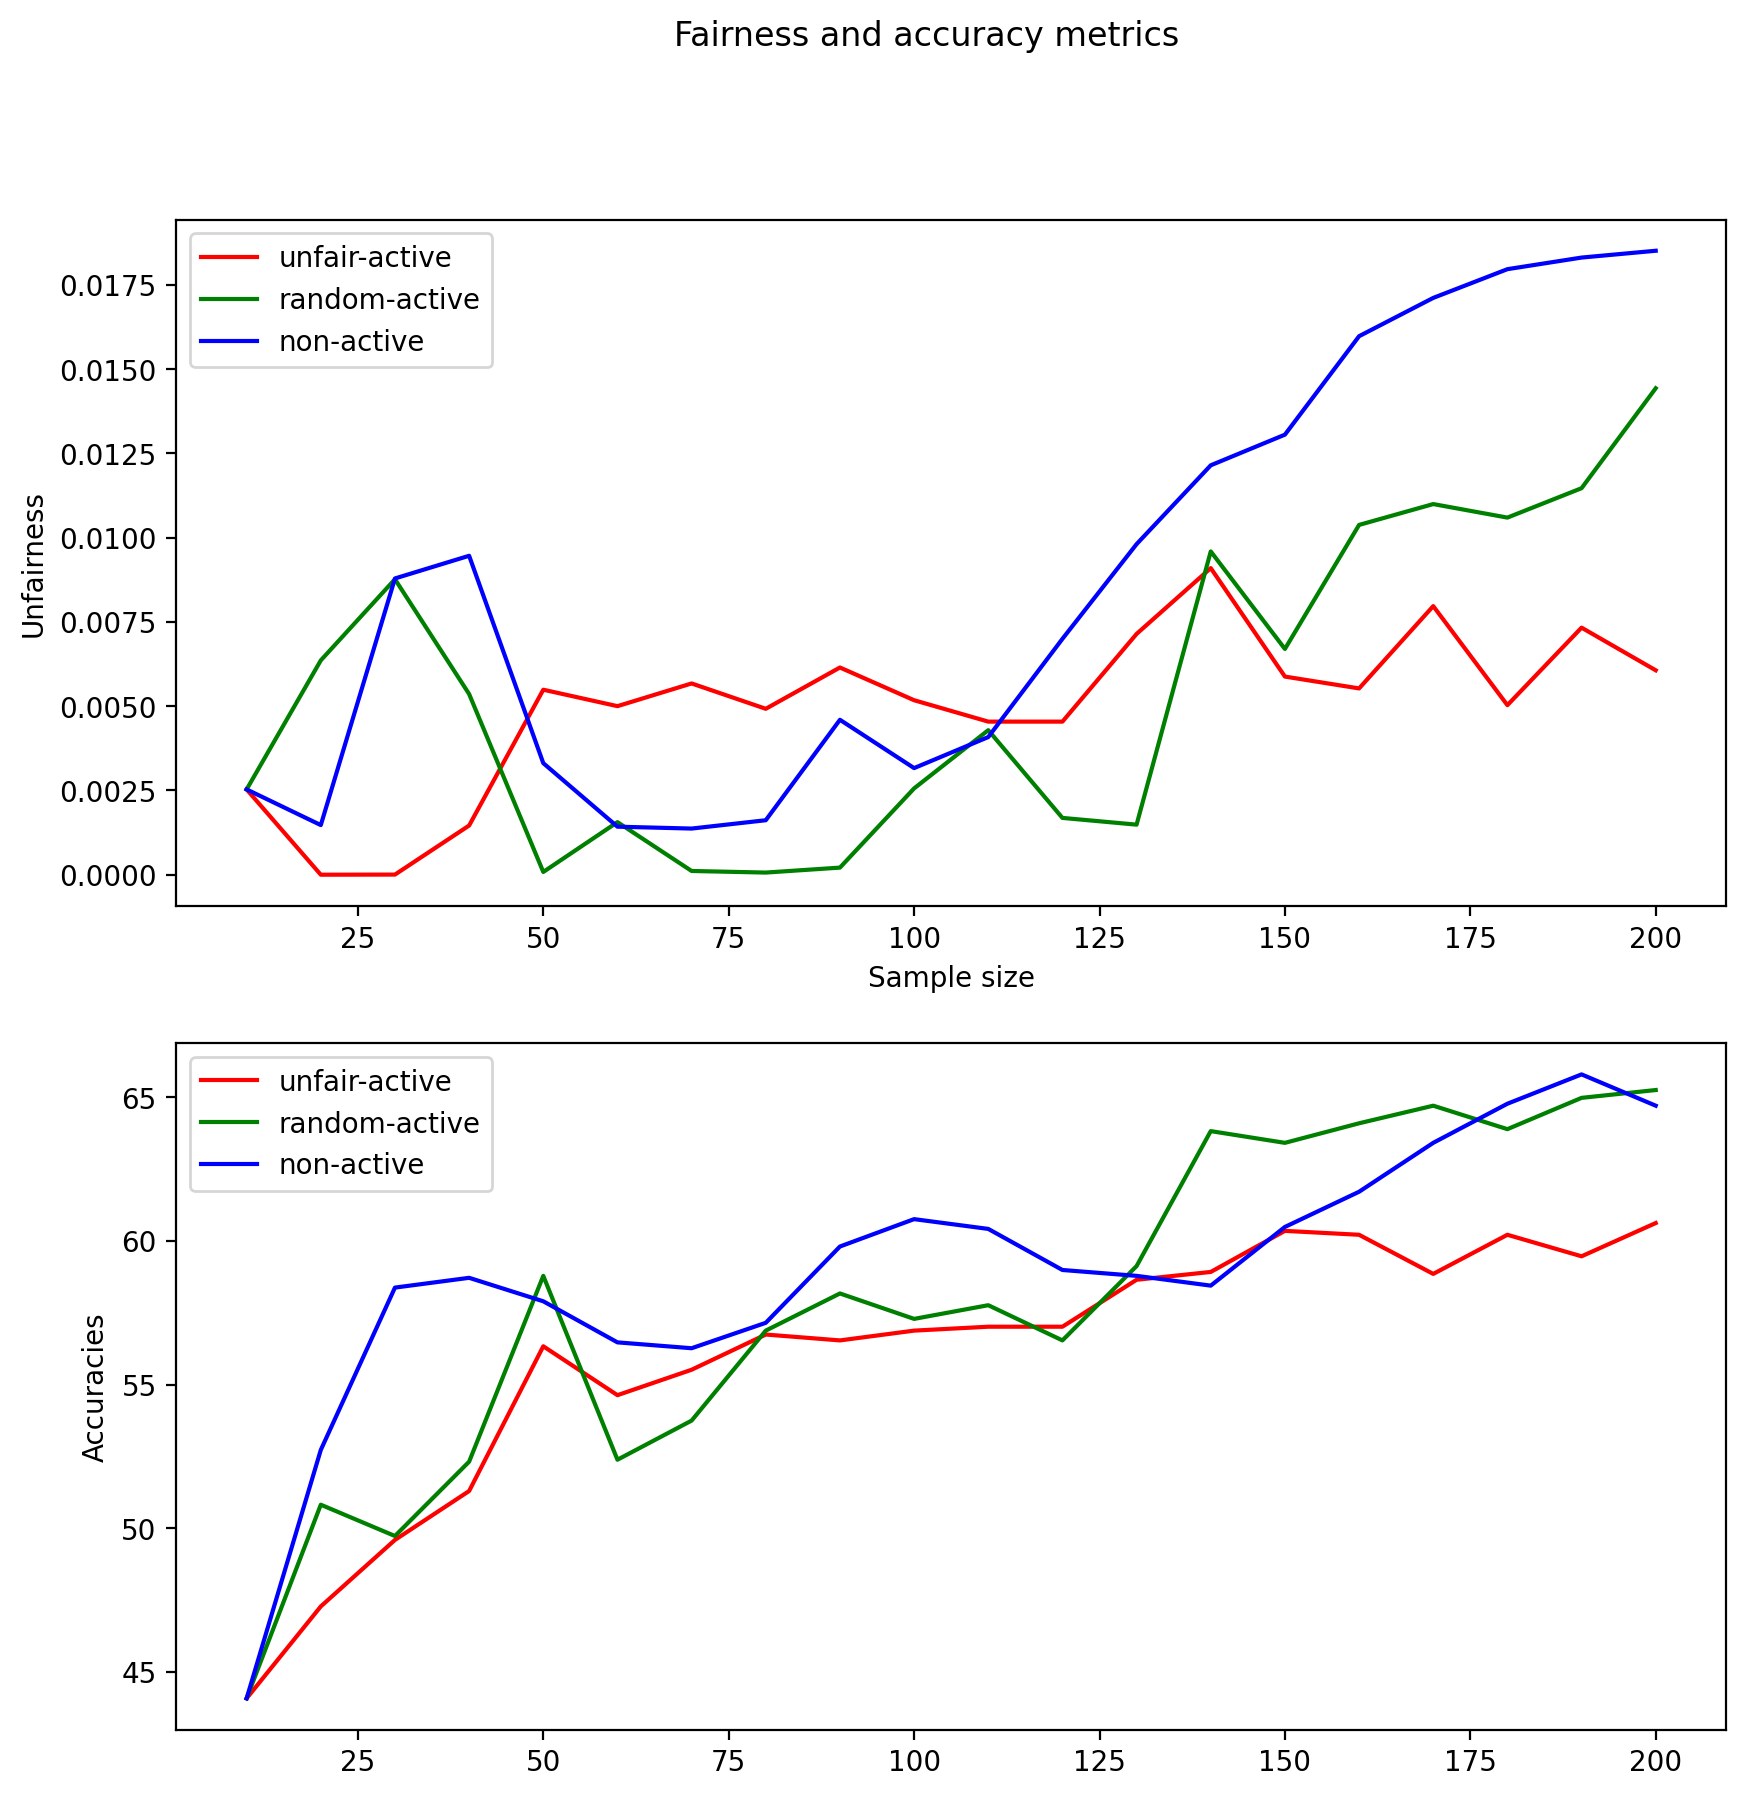 Fairness and accuracy metrics
unfair-active
random-active
non-active
0.0175
0.0150
0.0125
0.0100
0.0075
0.0050
0.0025
0.0000
Unfairness
25 50 75 100 125 150 175 200
Sample size
unfair-active
random-active
non-active
65
60
55
50
45
Accuracies
25 50 75 100 125 150 175 200